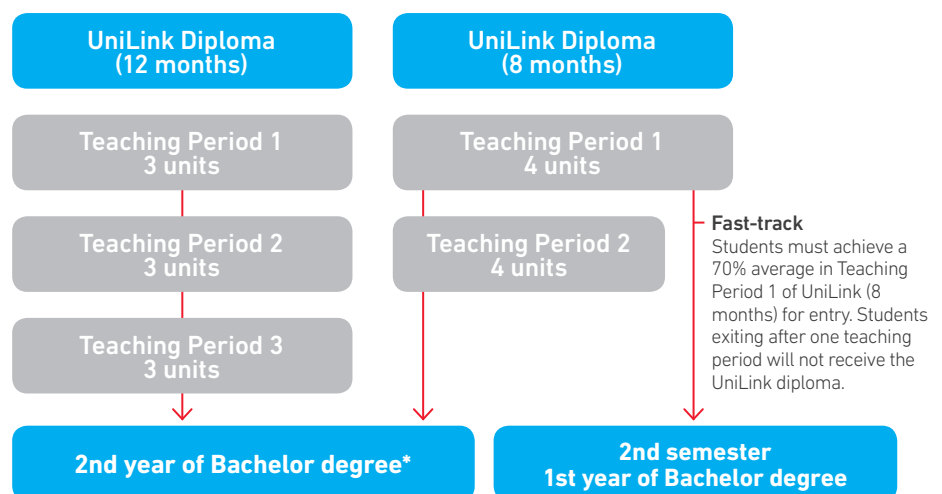 UniLink Diploma
(12 months)
UniLink Diploma
(8 months)
Teaching Period 1
3 units
Teaching Period 1
4 units
Teaching Period 2
3 units
Teaching Period 2
4 units
Fast-track
Students must achieve a
70% average in Teaching
Period 1 of UniLink (8
months) for entry. Students
exiting after one teaching
period will not receive the
UniLink diploma.
Teaching Period 3
3 units
2nd year of Bachelor degree*
2nd semester
1st year of Bachelor degree